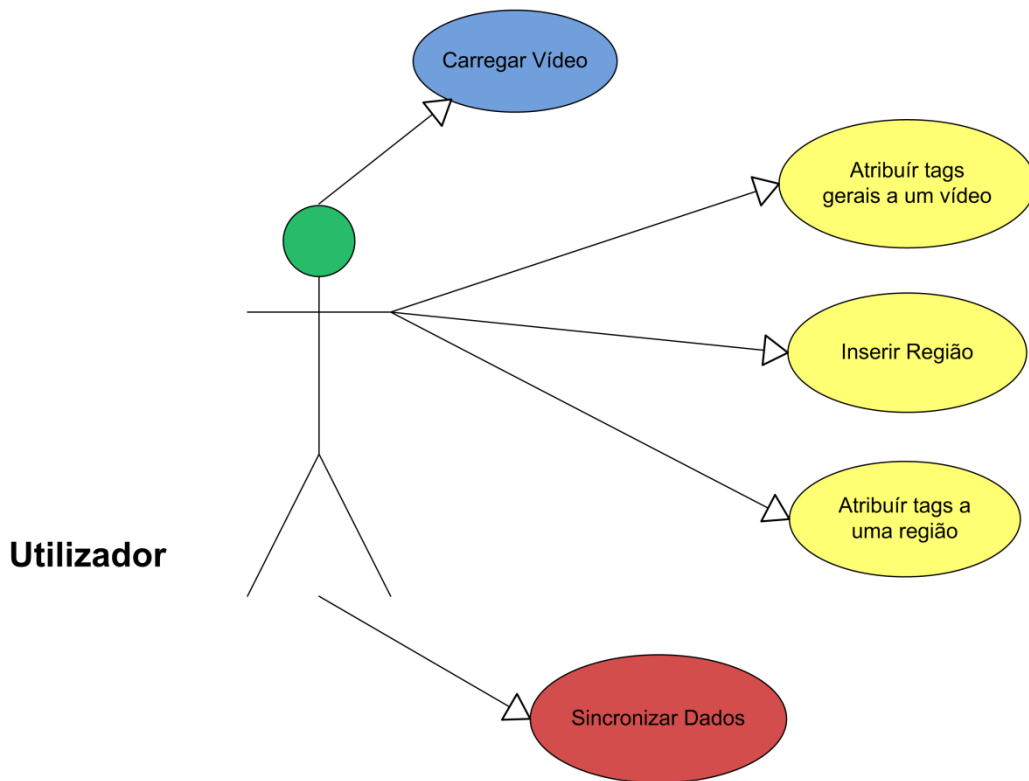 Carregar Vídeo
Atribuír tags
gerais a um vídeo
Inserir Região
Atribuír tags a
uma região
Utilizador
Sincronizar Dados